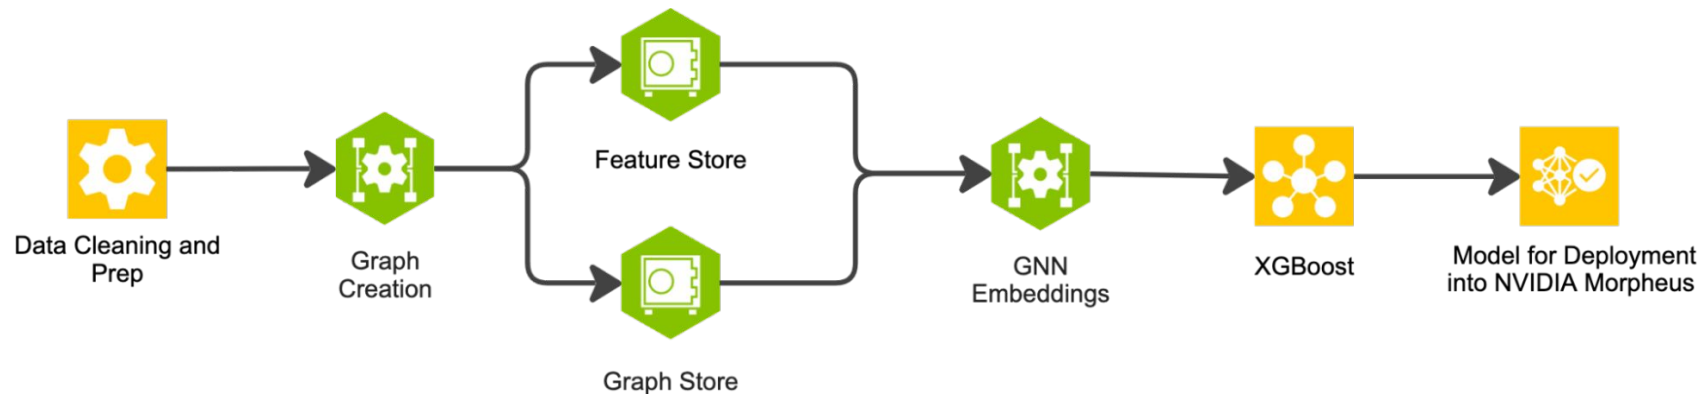 Data Cleaning and
Prep
Graph
Creation
Feature Store
Graph Store
GNN
Embeddings
XGBoost
Model for Deployment
into NVIDIA Morpheus